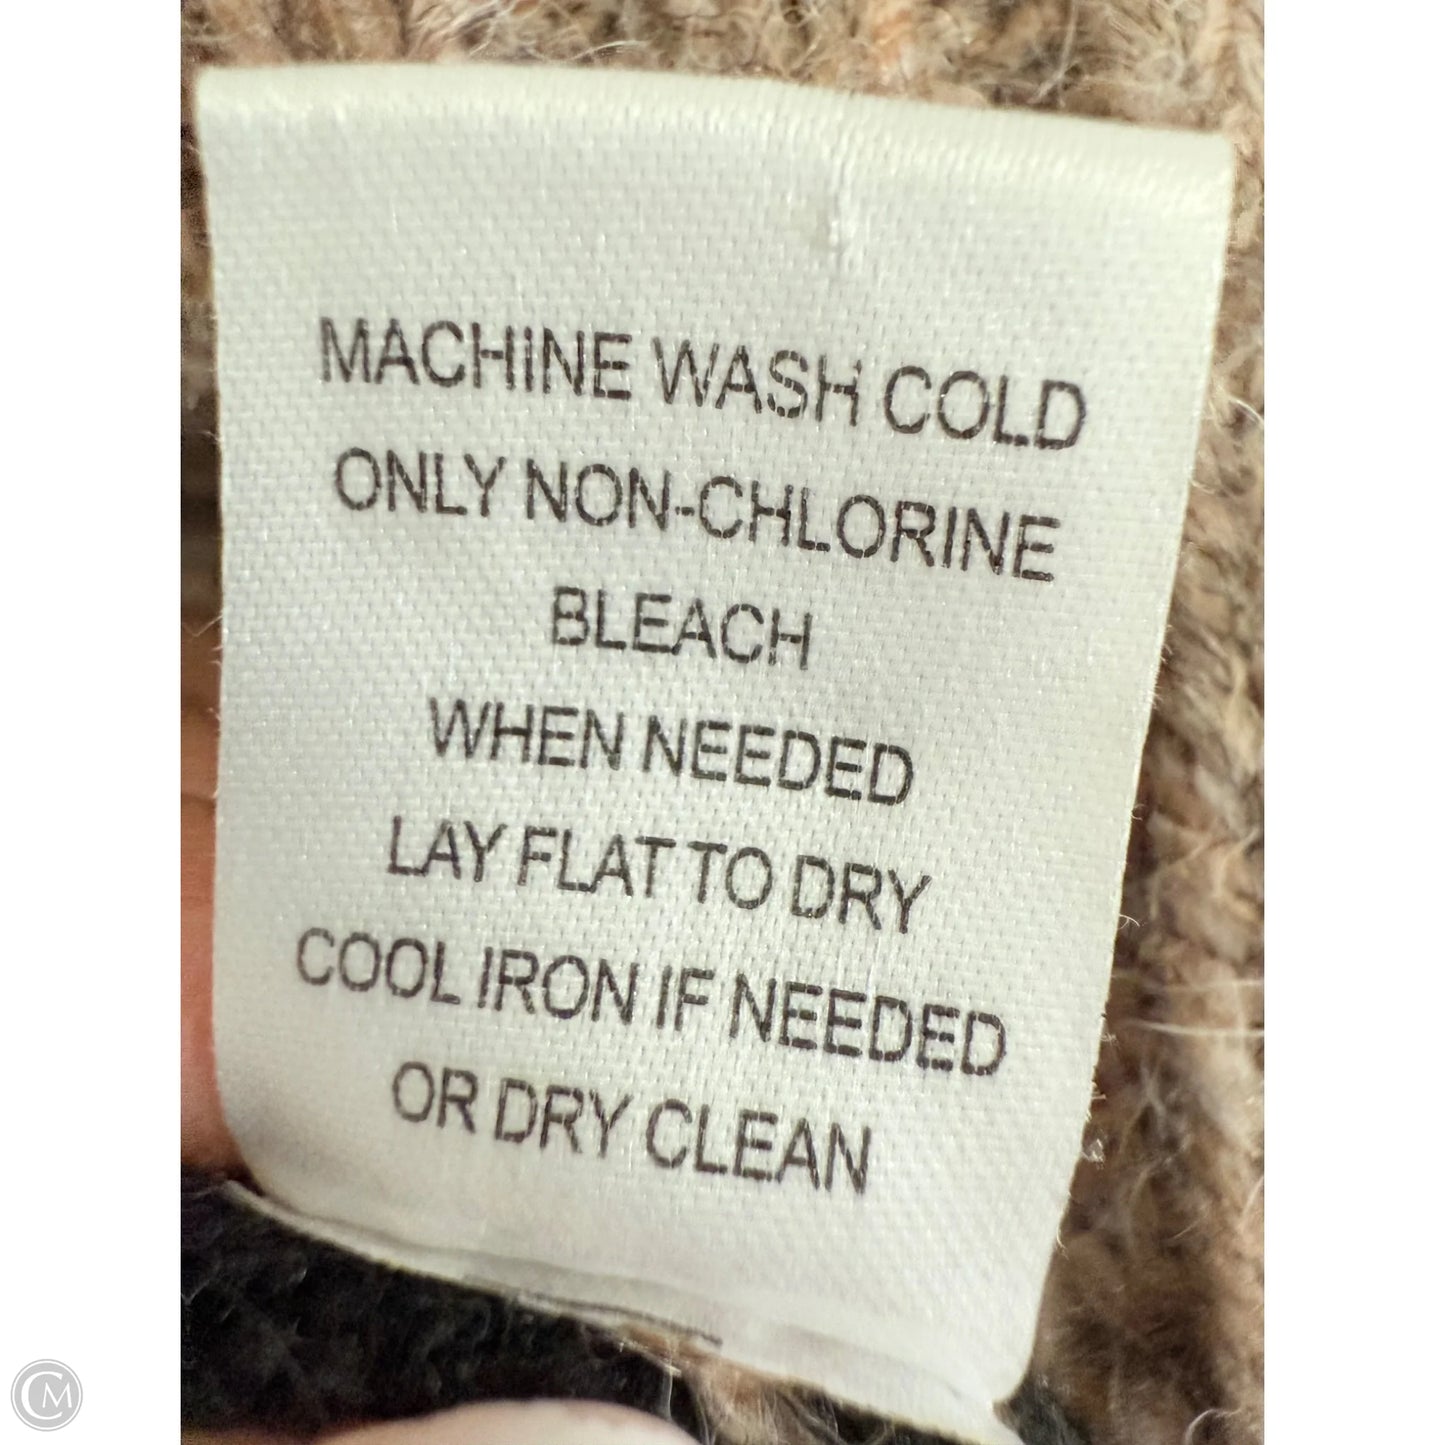 MACHINE WASH COLD
ONLY NON-CHLORINE
BLEACH
WHEN NEEDED
LAY FLAT TO DRY
COOL IRON IF NEEDED
OR DRY CLEAN
CM